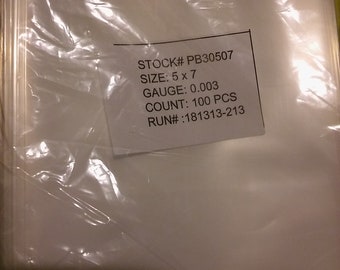 STOCK# PB30507
SIZE: 5 x 7
GAUGE: 0.003
COUNT: 100 PCS
RUN# :181313-213